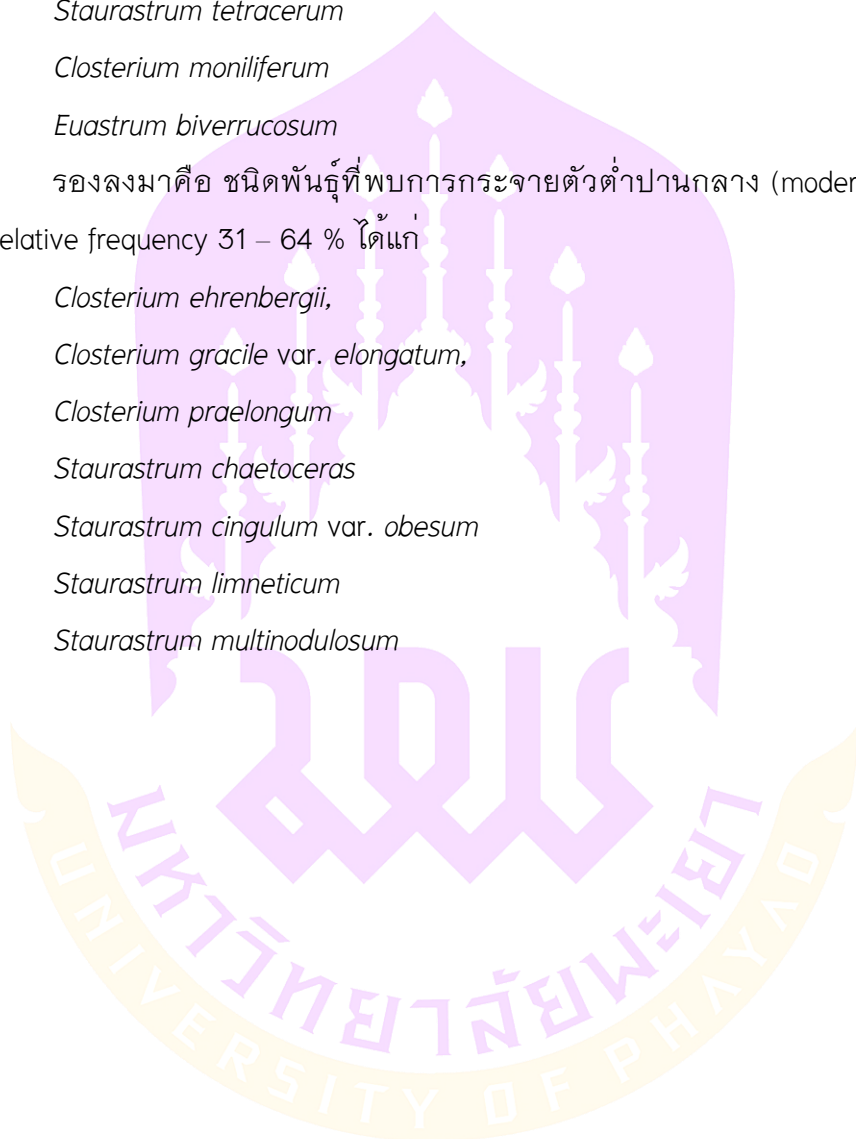 Staurastrum tetracerum
Closterium moniliferum
Euastrum biverrucosum
รองลงมาคือ ชนิดพันธุ์ที่พบการกระจายตัวต่ำปานกลาง (moder
elative frequency 31 – 64 % ได้แก่
Closterium ehrenbergii,
Closterium gracile var. elongatum,
Closterium praelongum
Staurastrum chaetoceras
Staurastrum cingulum var. obesum
Staurastrum limneticum
Staurastrum multinodulosum
มหาวิทยาลัยพะเยา
UNIVERSITY OF PHAYAO